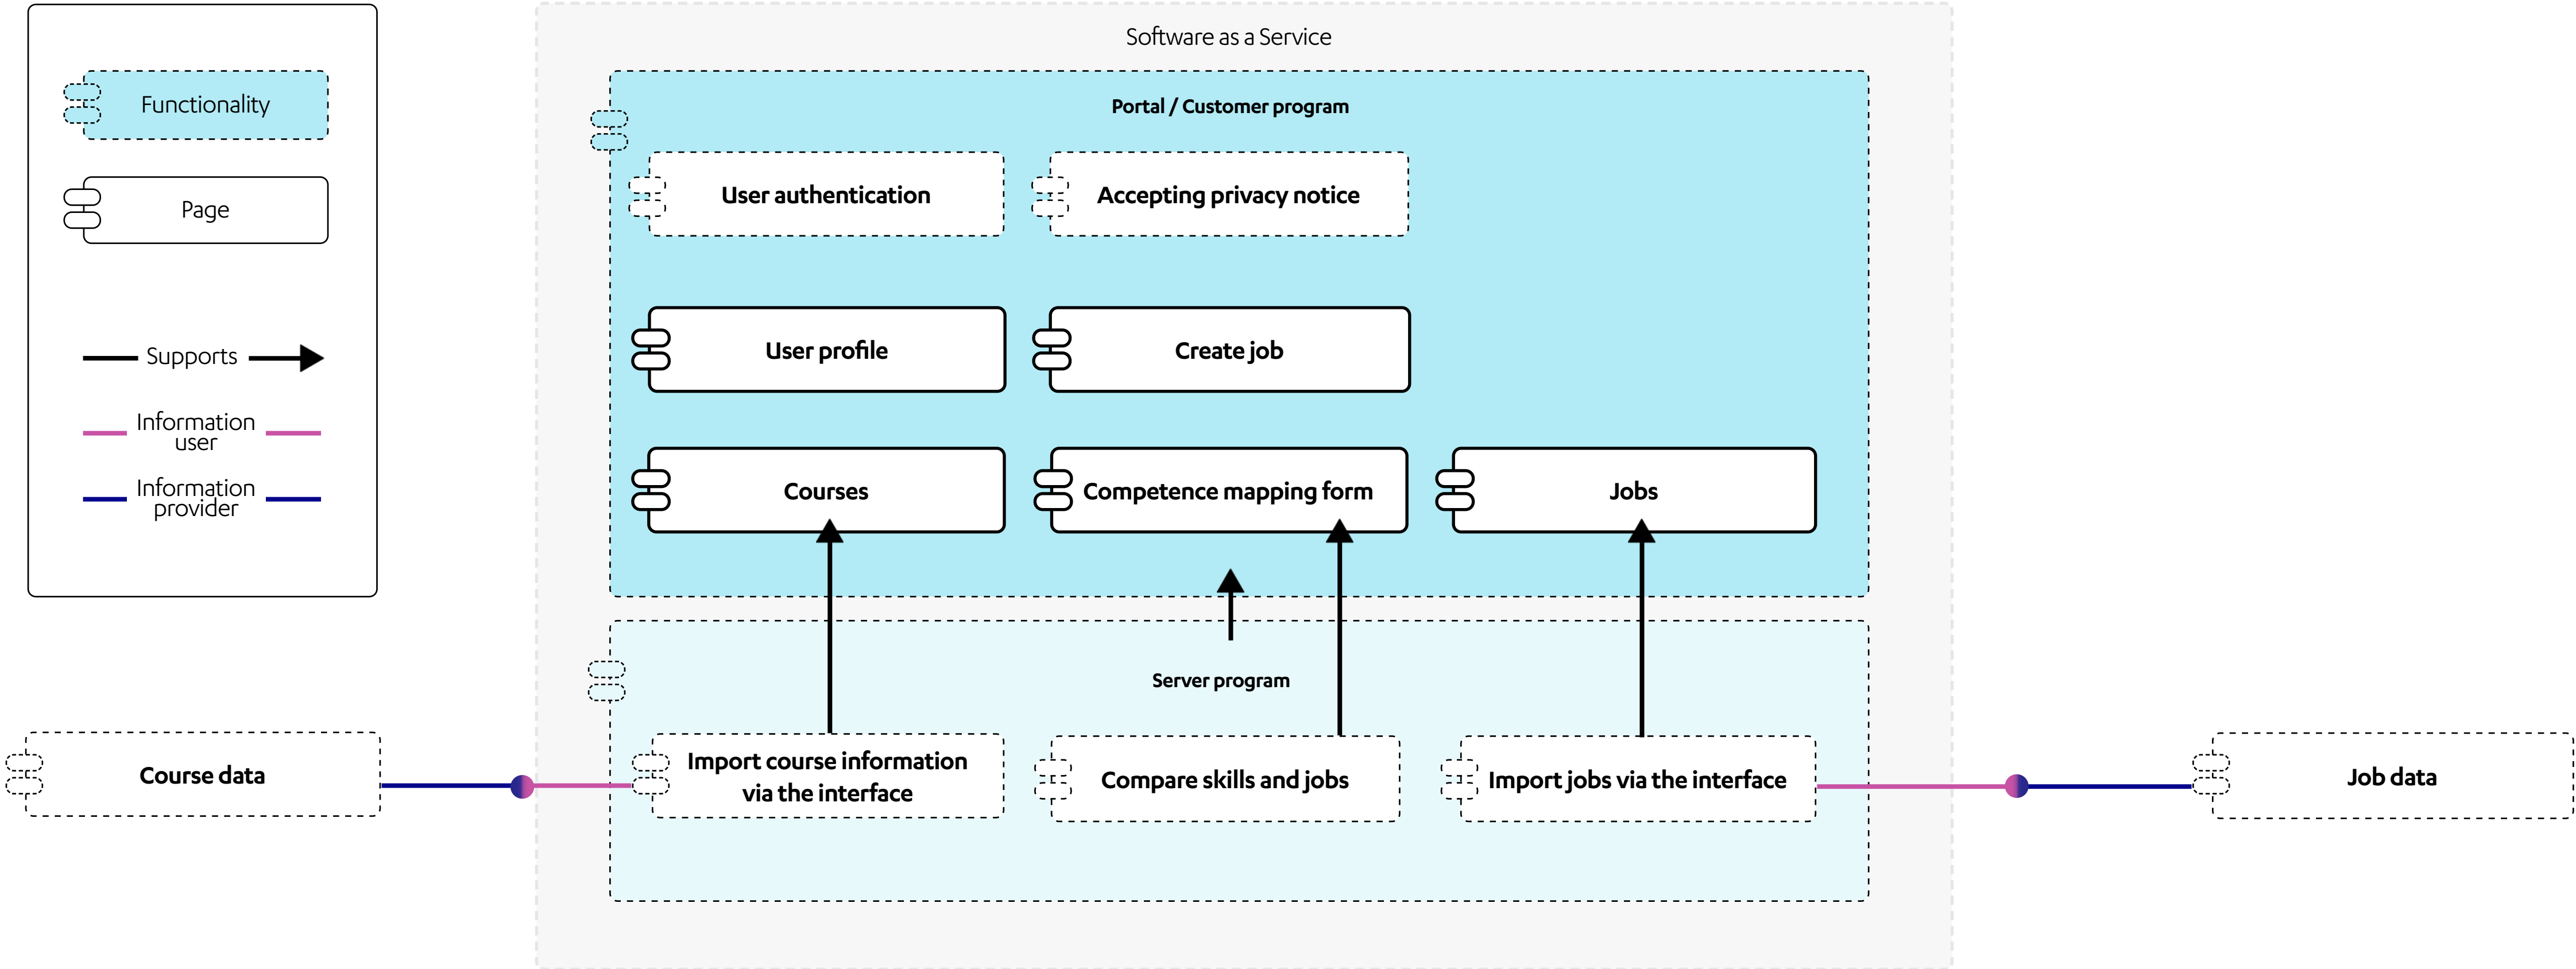 Functionality
Page
Supports
Information
user
Information
provider
Software as a Service
Portal / Customer program
User authentication
Accepting privacy notice
User profile
Create job
Courses
Competence mapping form
Jobs
Server program
Course data
Import course information
via the interface
Compare skills and jobs
Import jobs via the interface
Job data